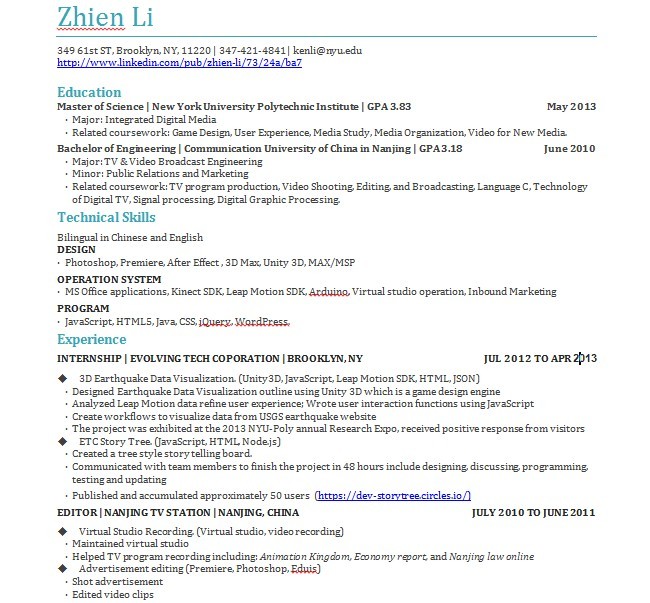 Zhien Li
349 61st ST, Brooklyn, NY, 11220 | 347-421-4841| kenli@nyu.edu
http://www.linkedin.com/pub/zhien-li/73/24a/ba7
Education
Master of Science | New York University Polytechnic Institute | GPA 3.83 May 2013
· Major: Integrated Digital Media
· Related coursework: Game Design, User Experience, Media Study, Media Organization, Video for New Media.
Bachelor of Engineering | Communication University of China in Nanjing | GPA 3.18 June 2010
· Major: TV & Video Broadcast Engineering
· Minor: Public Relations and Marketing
· Related coursework: TV program production, Video Shooting, Editing, and Broadcasting, Language C, Technology
of Digital TV, Signal processing, Digital Graphic Processing.
Technical Skills
Bilingual in Chinese and English
DESIGN
· Photoshop, Premiere, After Effect , 3D Max, Unity 3D, MAX/MSP
OPERATION SYSTEM
· MS Office applications, Kinect SDK, Leap Motion SDK, Arduino, Virtual studio operation, Inbound Marketing
PROGRAM
· JavaScript, HTML5, Java, CSS, jQuery, WordPress,
Experience
INTERNSHIP | EVOLVING TECH COPORATION | BROOKLYN, NY JUL 2012 TO APR 2013
◆ 3D Earthquake Data Visualization. (Unity3D, JavaScript, Leap Motion SDK, HTML, JSON)
· Designed Earthquake Data Visualization outline using Unity 3D which is a game design engine
· Analyzed Leap Motion data refine user experience; Wrote user interaction functions using JavaScript
· Create workflows to visualize data from USGS earthquake website
· The project was exhibited at the 2013 NYU-Poly annual Research Expo, received positive response from visitors
◆ ETC Story Tree. (JavaScript, HTML, Node.js)
· Created a tree style story telling board.
· Communicated with team members to finish the project in 48 hours include designing, discussing, programming,
testing and updating
· Published and accumulated approximately 50 users (https://dev-storytree.circles.io/)
EDITOR | NANJING TV STATION | NANJING, CHINA JULY 2010 TO JUNE 2011
◆ Virtual Studio Recording. (Virtual studio, video recording)
· Maintained virtual studio
· Helped TV program recording including: Animation Kingdom, Economy report, and Nanjing law online
◆ Advertisement editing (Premiere, Photoshop, Eduis)
· Shot advertisement
· Edited video clips